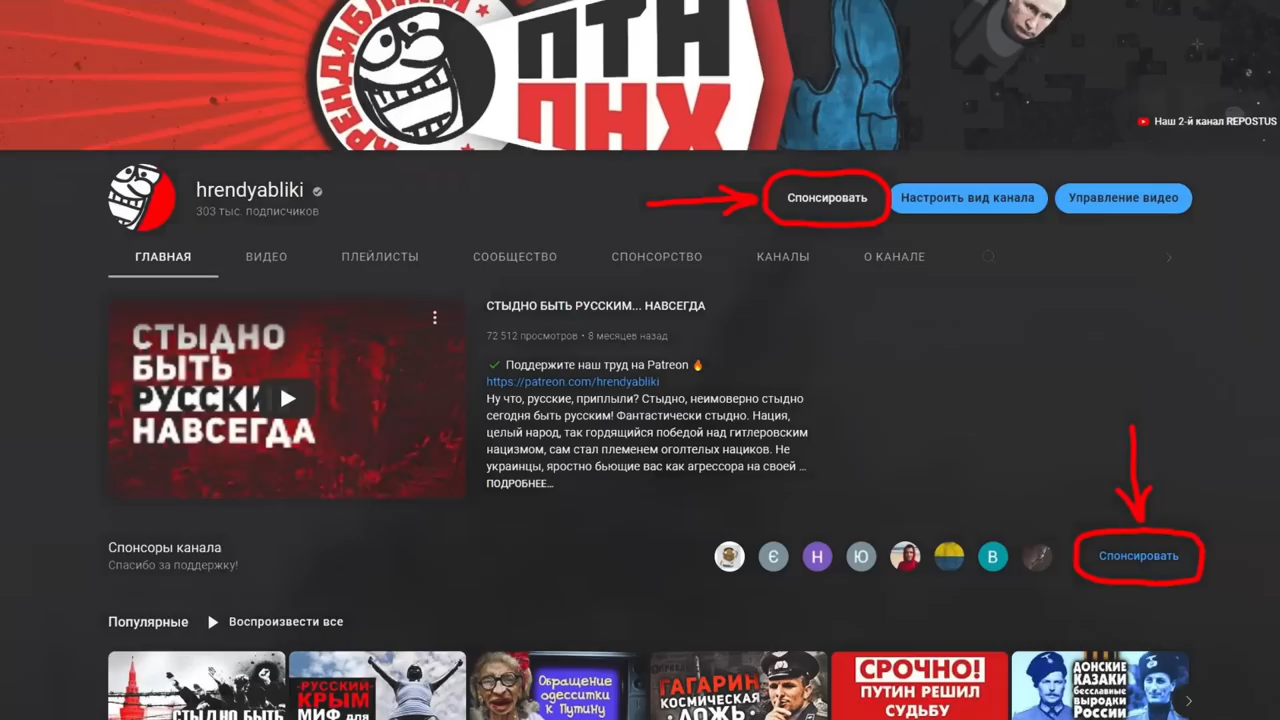 ХРЕНДЯБЛИКИ
ПТН
ПНХ
Наш 2-й канал REPOSTUS
hrendyabliki
303 тыс. подписчиков
Спонсировать
Настроить вид канала
Управление видео
ГЛАВНАЯ
ВИДЕО
ПЛЕЙЛИСТЫ
СООБЩЕСТВО
СПОНСОРСТВО
КАНАЛЫ
О КАНАЛЕ
СТЫДНО
БЫТЬ
РУССКИ
НАВСЕГДА
СТЫДНО БЫТЬ РУССКИМ... НАВСЕГДА
72 512 просмотров • 8 месяцев назад
Поддержите наш труд на Patreon
https://patreon.com/hrendyabliki
Ну что, русские, приплыли? Стыдно, неимоверно стыдно
сегодня быть русским! Фантастически стыдно. Нация,
целый народ, так гордящийся победой над гитлеровским
нацизмом, сам стал племенем оголтелых нациков. Не
украинцы, яростно бьющие вас как агрессора на своей ...
ПОДРОБНЕЕ...
Спонсоры канала
Спасибо за поддержку!
Є
Н
Ю
В
Спонсировать
Популярные
Воспроизвести все
СТЫДНО БЫТЬ
РУССКИЙ
КРЫМ
МИФ для
Обращение
одесситки
к Путину
ГАГАРИН
КОСМИЧЕСКАЯ
ЛОЖЬ
СРОЧНО!
ПУТИН РЕШИЛ
СУДЬБУ
ДОНСКИЕ
КАЗАКИ
бесславные
выродки
России